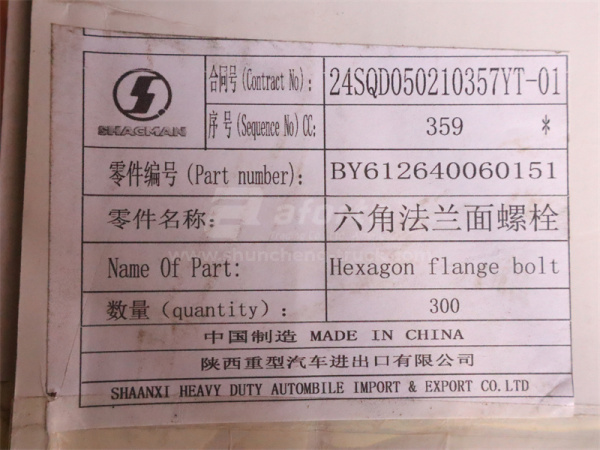 合同号(Contract No): 24SQD050210357YT-01
SHACMAN
序号(Sequence No)CC: 359 *
零件编号(Part number): BY612640060151
零件名称: 六角法兰面螺栓
Name Of Part: Hexagon flange bolt
数量(quantity): 300
中国制造 MADE IN CHINA
陕西重型汽车进出口有限公司
SHAANXI HEAVY DUTY AUTOMBILE IMPORT & EXPORT CO.LTD